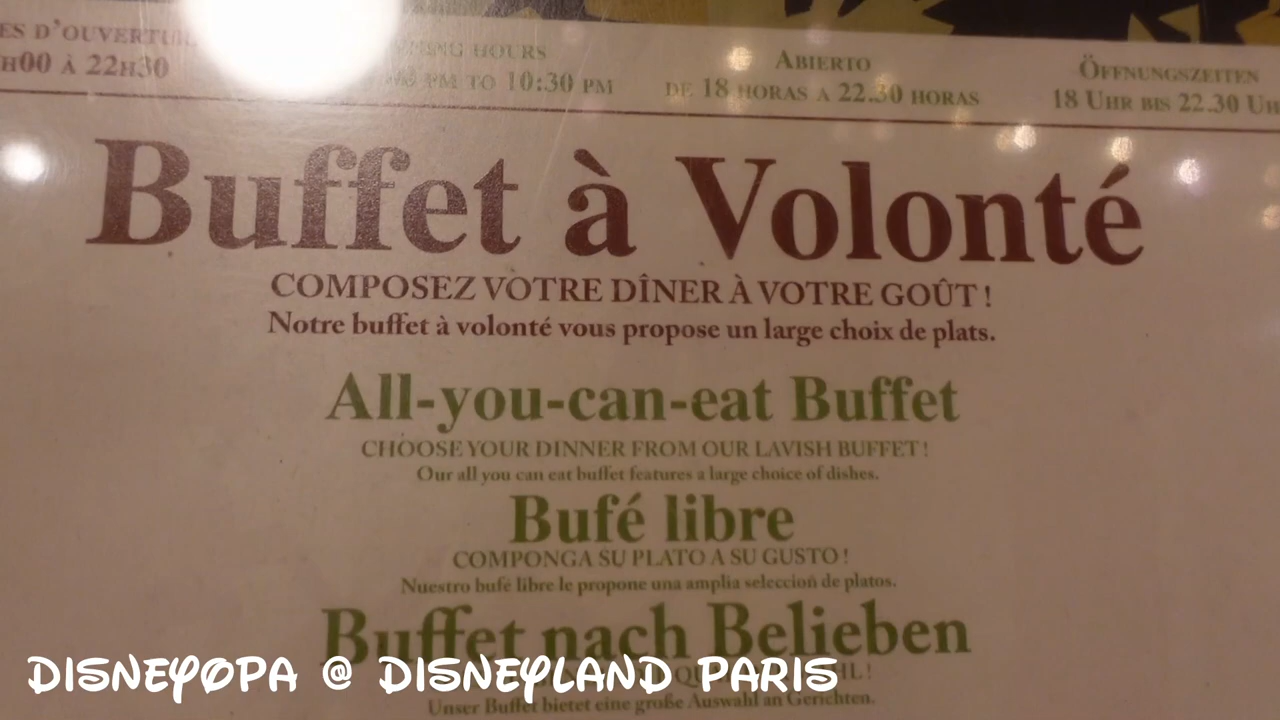 ES D'OUVERTU
H00 À 22H30
NING HOURS
PM TO 10:30 PM
ABIERTO
DE 18 HORAS A 22.30 HORAS
ÖFFNUNGSZEITEN
18 UHR BIS 22.30 UH
Buffet à Volonté
COMPOSEZ VOTRE DÎNER À VOTRE GOÛT !
Notre buffet à volonté vous propose un large choix de plats.
All-you-can-eat Buffet
CHOOSE YOUR DINNER FROM OUR LAVISH BUFFET !
Our all you can eat buffet features a large choice of dishes.
Bufé libre
COMPONGA SU PLATO A SU GUSTO !
Nuestro bufé libre le propone una amplia selección de platos.
Buffet nach Belieben
DISNEYOPA @ DISNEYLAND PARIS
Unser Buffet bietet eine große Auswahl an Gerichten.